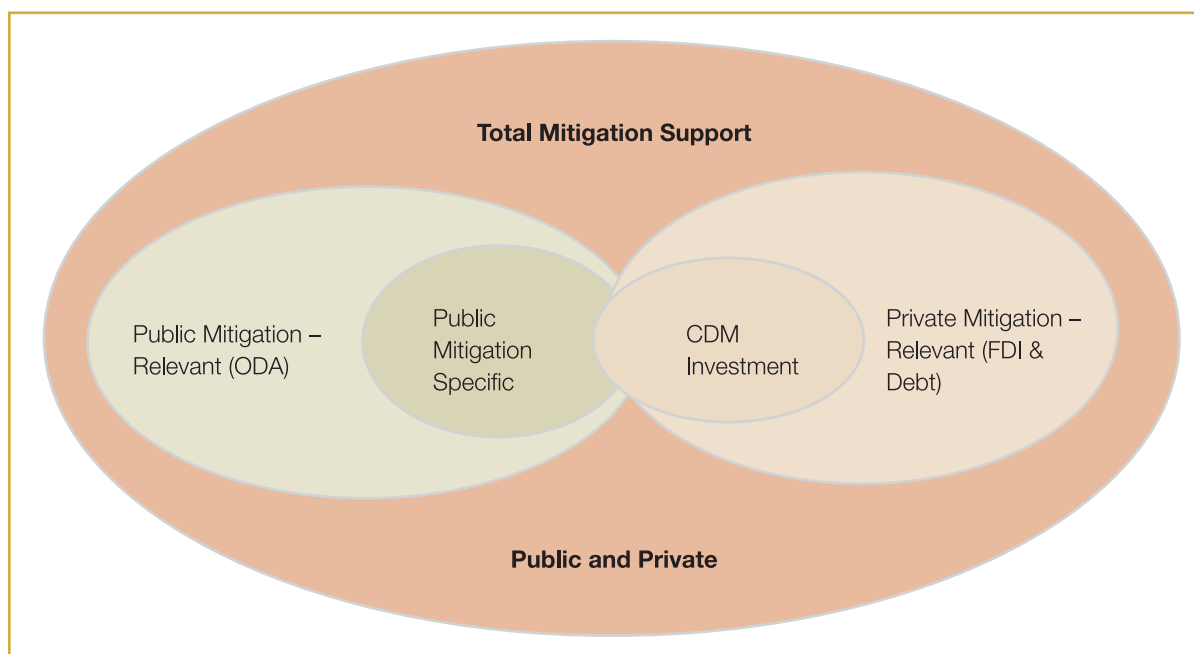 Total Mitigation Support
Public Mitigation –
Relevant (ODA)
Public
Mitigation
Specific
CDM
Investment
Private Mitigation –
Relevant (FDI &
Debt)
Public and Private